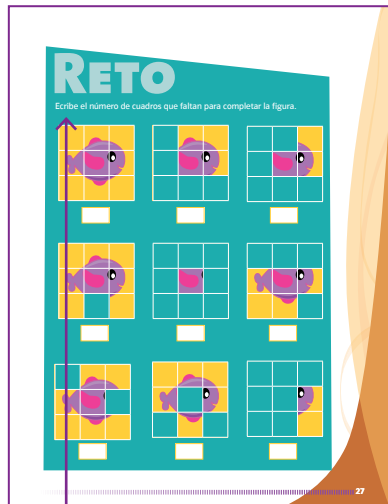 RETO
Escribe el número de cuadros que faltan para completar la figura.
27